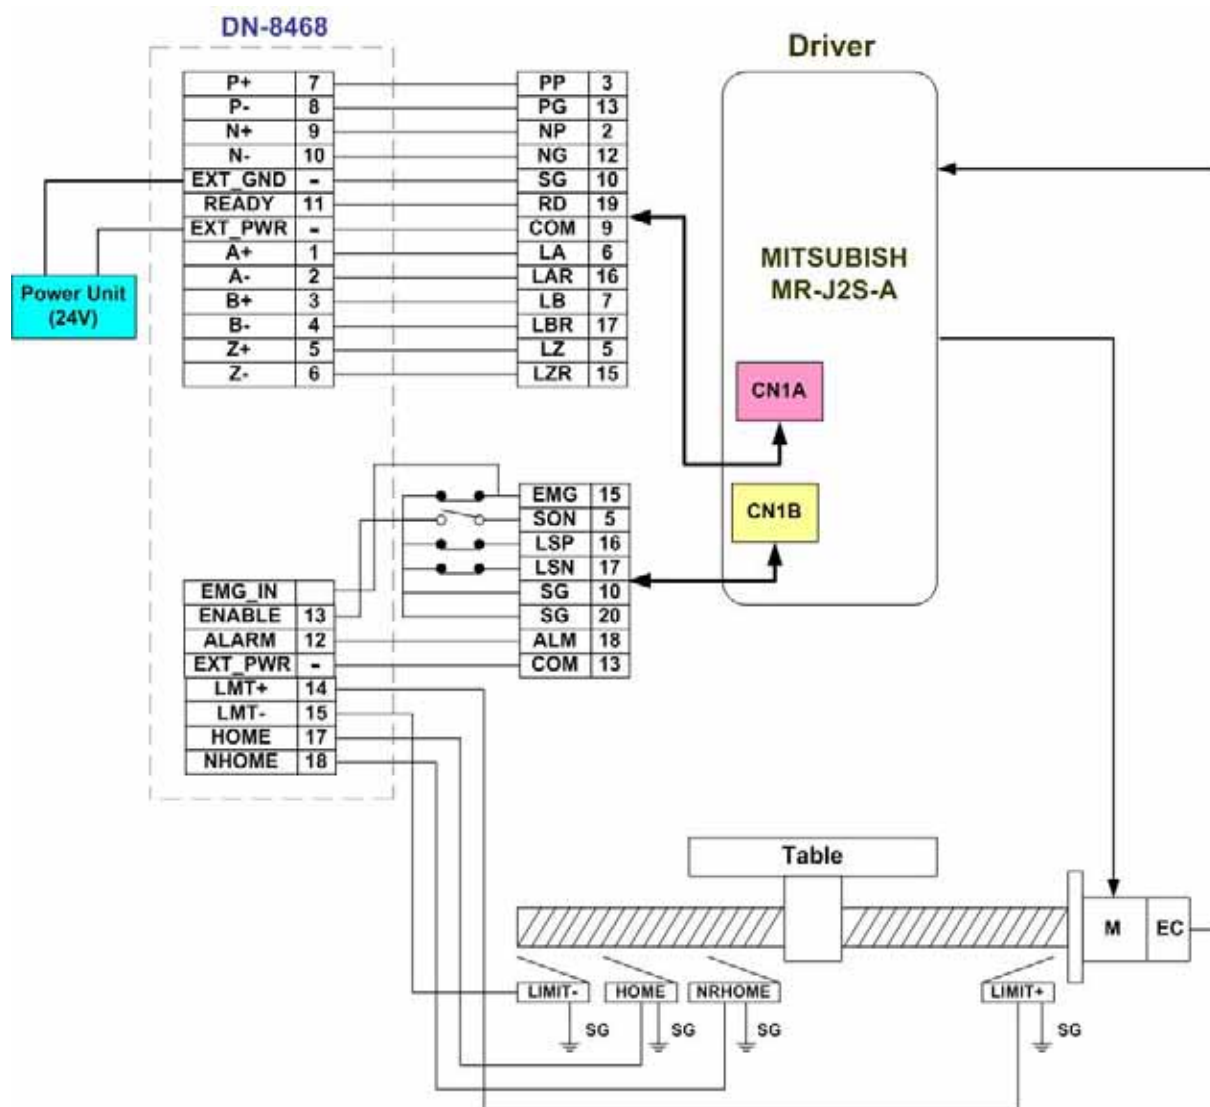 DN-8468
Driver
P+ 7 PP 3
P- 8 PG 13
N+ 9 NP 2
N- 10 NG 12
EXT_GND - SG 10
READY 11 RD 19
EXT_PWR - COM 9
A+ 1 LA 6
A- 2 LAR 16
B+ 3 LB 7
B- 4 LBR 17
Z+ 5 LZ 5
Z- 6 LZR 15
Power Unit
(24V)
MITSUBISH
MR-J2S-A
CN1A
CN1B
EMG 15
SON 5
LSP 16
LSN 17
EMG_IN SG 10
ENABLE 13 SG 20
ALARM 12 ALM 18
EXT_PWR - COM 13
LMT+ 14
LMT- 15
HOME 17
NHOME 18
Table
M EC
LIMIT- HOME NRHOME LIMIT+
SG SG SG SG